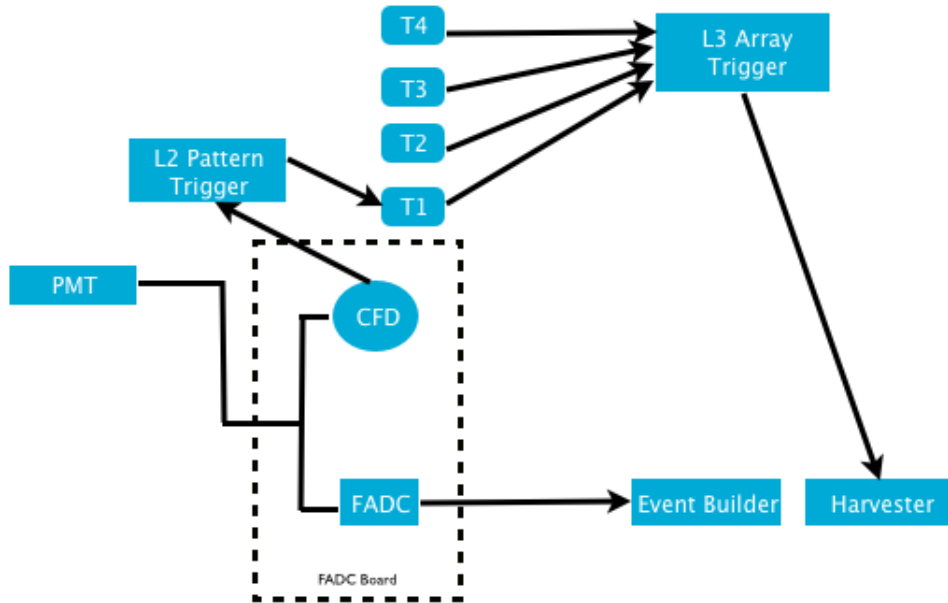 T4
L3 Array
Trigger
T3
T2
L2 Pattern
Trigger
T1
PMT
CFD
FADC
Event Builder
Harvester
FADC Board